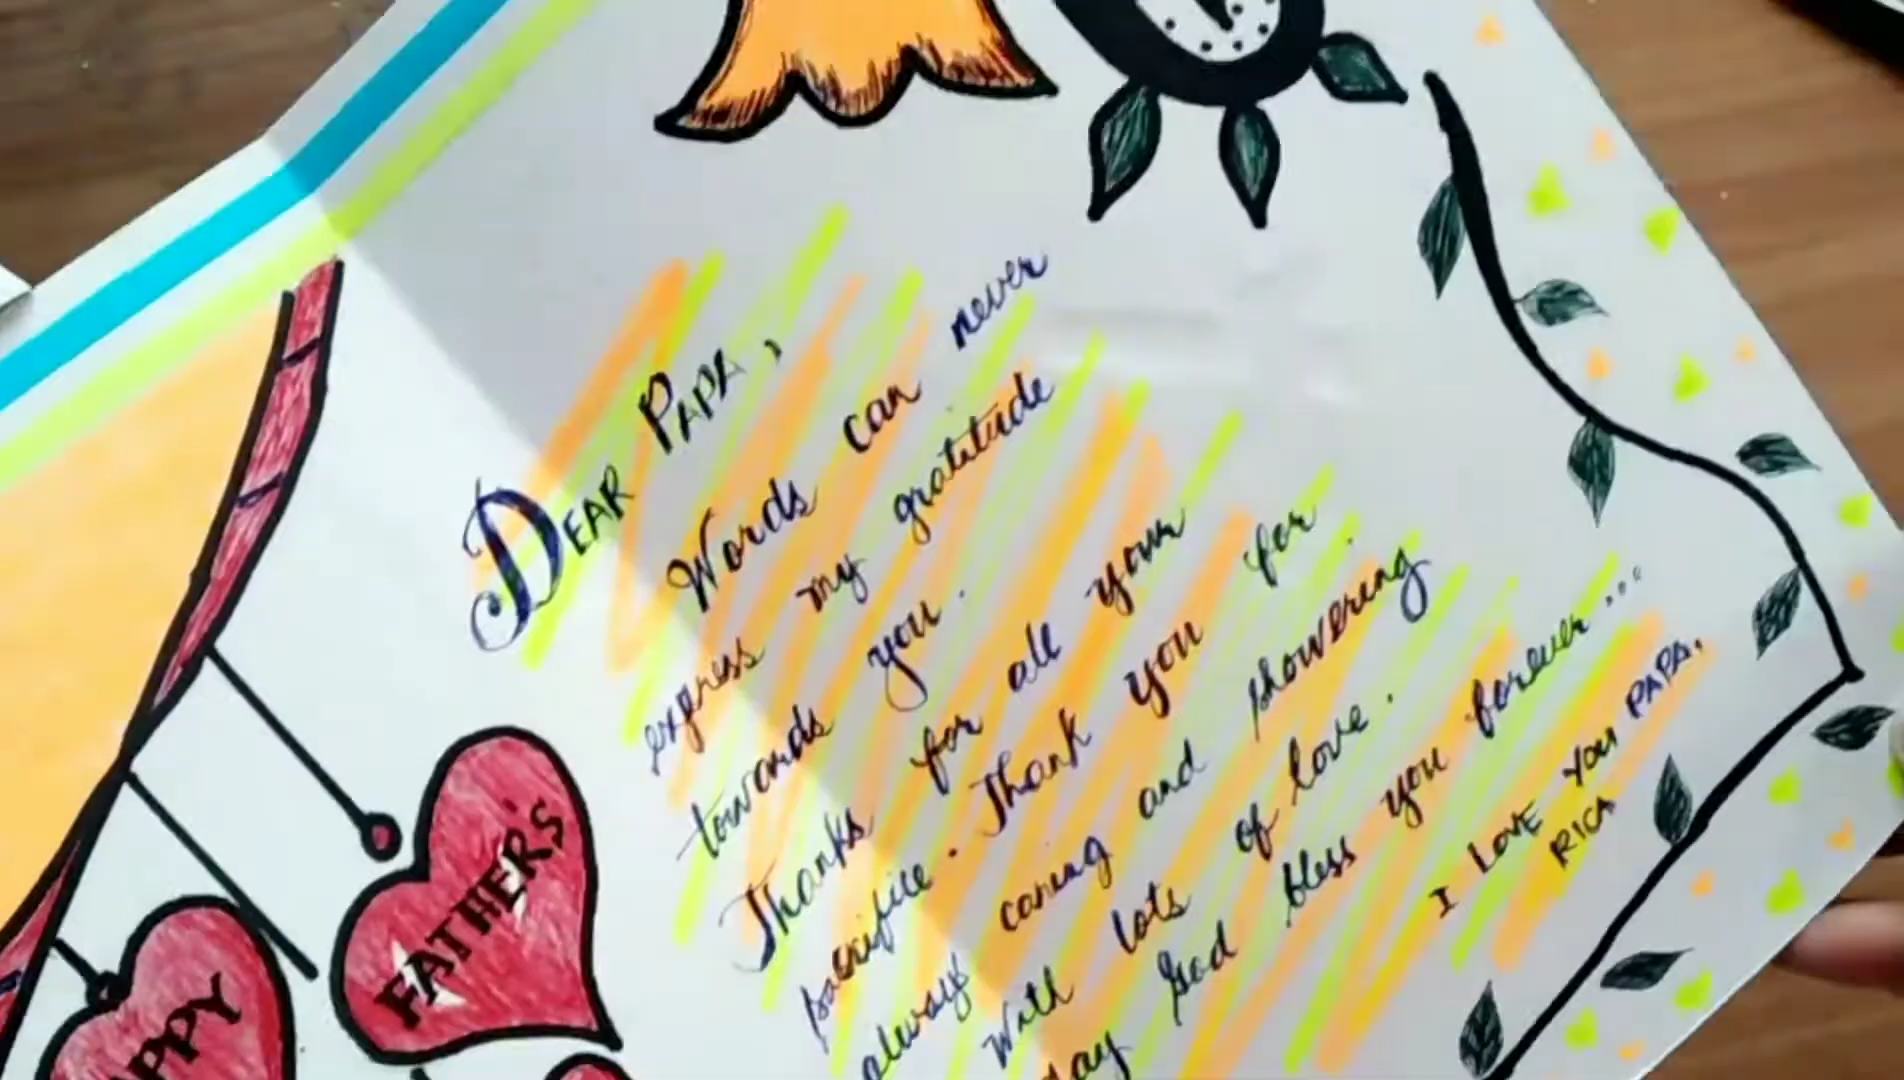 DEAR PAPA,
Words can never
express my gratitude
towards you.
Thanks for all your
sacrifice. Thank you for
always caring and showering
With lots of love.
May God bless you forever...
I LOVE YOU PAPA.
RICA
FATHER'S